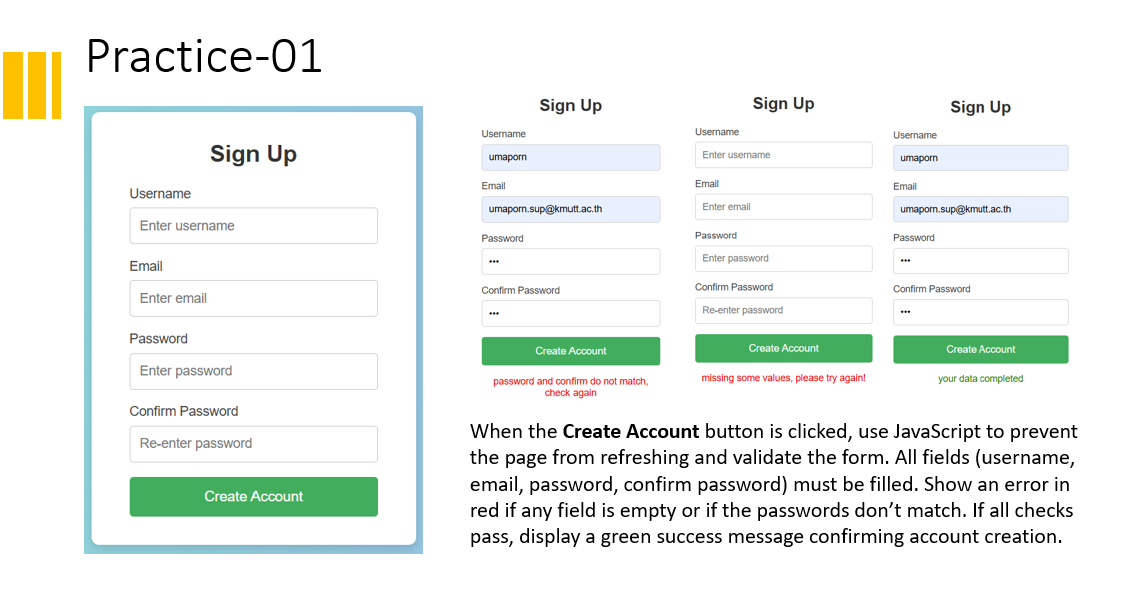 Practice-01
Sign Up
Username
Enter username
Email
Enter email
Password
Enter password
Confirm Password
Re-enter password
Create Account
Sign Up
Username
umaporn
Email
umaporn.sup@kmutt.ac.th
Password
•••
Confirm Password
•••
Create Account
password and confirm do not match,
check again
Sign Up
Username
Enter username
Email
Enter email
Password
Enter password
Confirm Password
Re-enter password
Create Account
missing some values, please try again!
Sign Up
Username
umaporn
Email
umaporn.sup@kmutt.ac.th
Password
•••
Confirm Password
•••
Create Account
your data completed
When the Create Account button is clicked, use JavaScript to prevent
the page from refreshing and validate the form. All fields (username,
email, password, confirm password) must be filled. Show an error in
red if any field is empty or if the passwords don’t match. If all checks
pass, display a green success message confirming account creation.